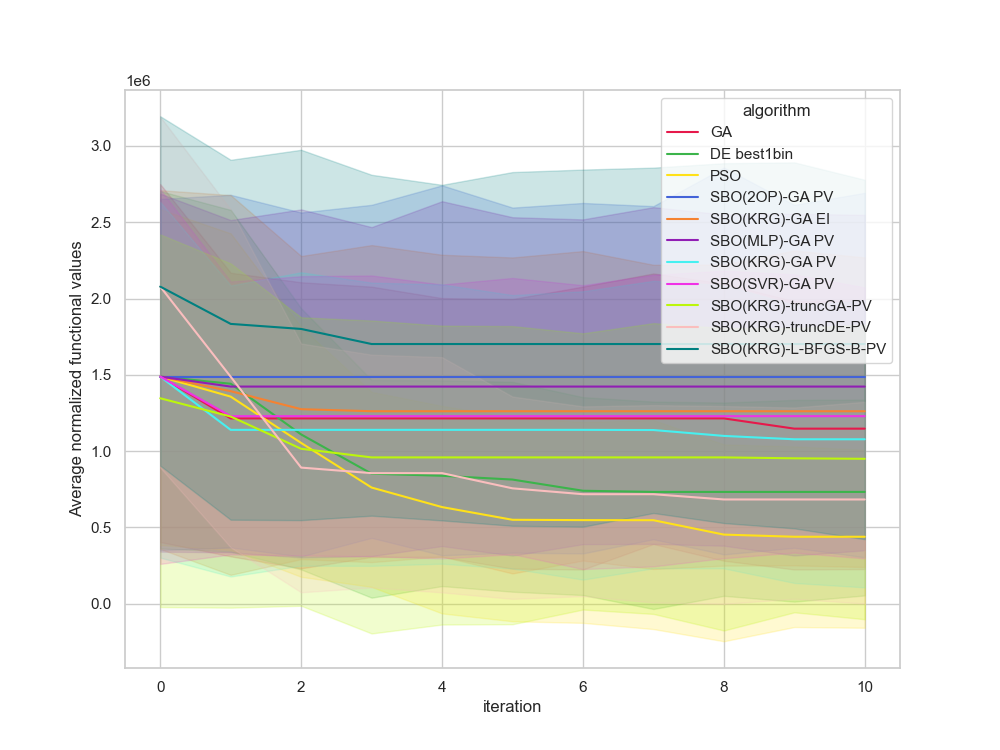 1e6
3.0
2.5
2.0
1.5
1.0
0.5
0.0
Average normalized functional values
0 2 4 6 8 10
iteration
algorithm
GA
DE best1bin
PSO
SBO(2OP)-GA PV
SBO(KRG)-GA EI
SBO(MLP)-GA PV
SBO(KRG)-GA PV
SBO(SVR)-GA PV
SBO(KRG)-truncGA-PV
SBO(KRG)-truncDE-PV
SBO(KRG)-L-BFGS-B-PV